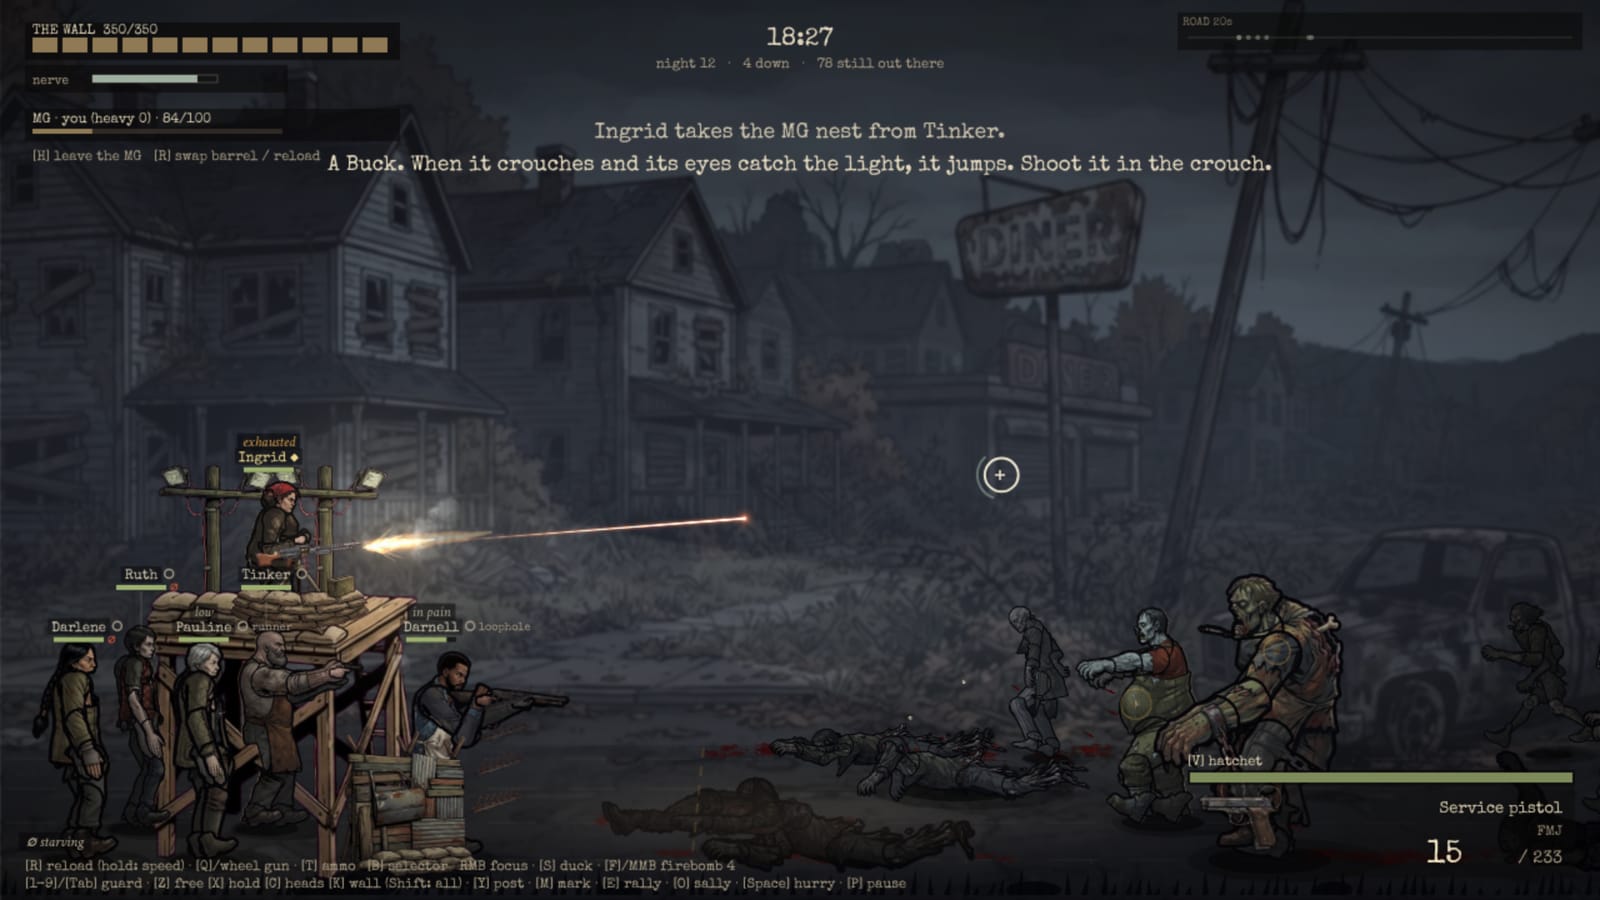 THE WALL 350/350
18:27
ROAD 20s
night 12 · 4 down · 78 still out there
nerve
MG · you (heavy 0) · 84/100
[H] leave the MG [R] swap barrel / reload
Ingrid takes the MG nest from Tinker.
A Buck. When it crouches and its eyes catch the light, it jumps. Shoot it in the crouch.
DINER
DINER
exhausted
Ingrid ◆
Ruth
Tinker
low
in pain
Darlene
Pauline runner
Darnell loophole
[V] hatchet
Service pistol
FMJ
15 / 233
Ø starving
[R] reload (hold: speed) · [Q]/wheel gun · [T] ammo · [B] selector · RMB focus · [S] duck · [F]/MMB firebomb 4
[1-9]/[Tab] guard · [Z] free [X] hold [C] heads [K] wall (Shift: all) · [Y] post · [M] mark · [E] rally · [O] sally · [Space] hurry · [P] pause